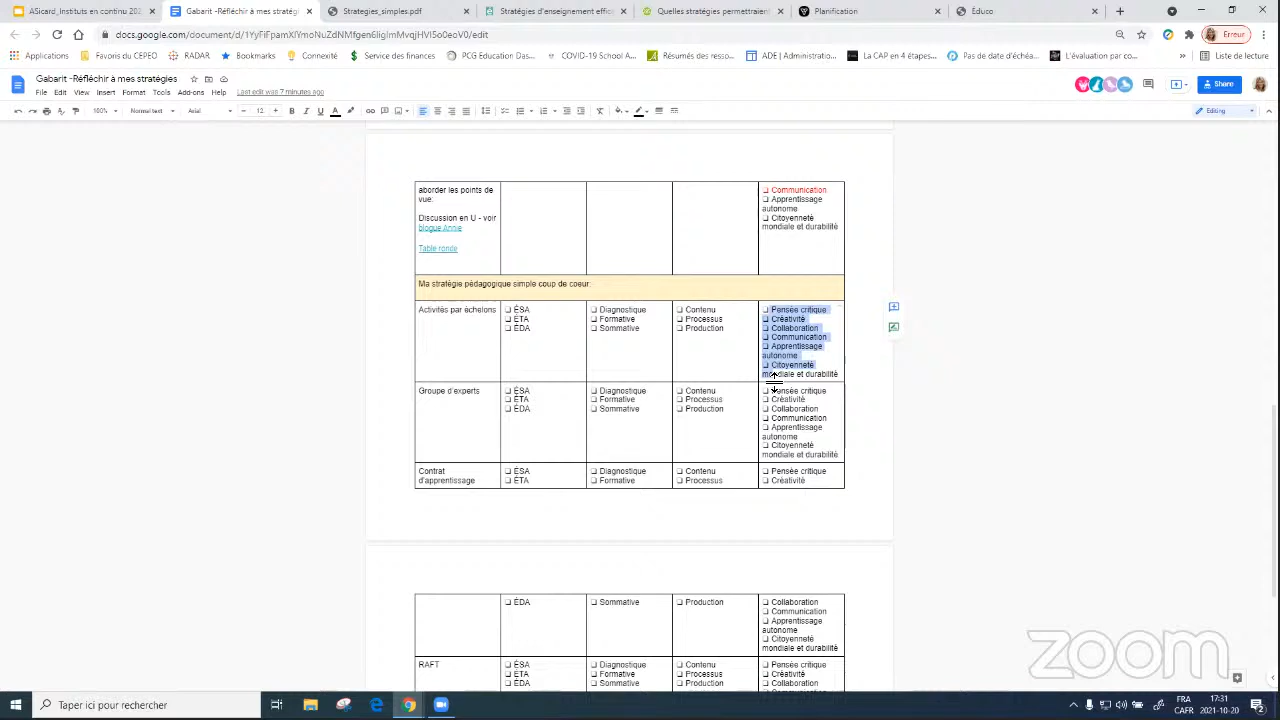 ASicard_Instituts en continu 202
Gabarit -Réfléchir à mes stratégi
Strategies_simples.pdf
Stratégies d'enseignement effic
Quelles stratégies permettraient
Planification
Éduco
docs.google.com/document/d/1YyFiFpamXlYmoNuZdNMfgen6IigImMvqjHVI5o0eoV0/edit
Erreur
Applications
Favoris du CEPEO
RADAR
Bookmarks
Connexité
Service des finances
PCG Education Das...
COVID-19 School A...
Résumés des resso...
ADE | Administratio...
La CAP en 4 étapes...
Pas de date d'échéa...
L'évaluation par co...
Liste de lecture
Gabarit -Réfléchir à mes stratégies
File Edit View Insert Format Tools Add-ons Help Last edit was 7 minutes ago
Share
100% Normal text Arial 12 Editing
aborder les points de
vue:
Discussion en U - voir
blogue Annie
Table ronde
❏ Communication
❏ Apprentissage
autonome
❏ Citoyenneté
mondiale et durabilité
Ma stratégie pédagogique simple coup de coeur:
Activités par échelons
❏ ÉSA
❏ ÉTA
❏ ÉDA
❏ Diagnostique
❏ Formative
❏ Sommative
❏ Contenu
❏ Processus
❏ Production
❏ Pensée critique
❏ Créativité
❏ Collaboration
❏ Communication
❏ Apprentissage
autonome
❏ Citoyenneté
mondiale et durabilité
Groupe d'experts
❏ ÉSA
❏ ÉTA
❏ ÉDA
❏ Diagnostique
❏ Formative
❏ Sommative
❏ Contenu
❏ Processus
❏ Production
❏ Pensée critique
❏ Créativité
❏ Collaboration
❏ Communication
❏ Apprentissage
autonome
❏ Citoyenneté
mondiale et durabilité
Contrat
d'apprentissage
❏ ÉSA
❏ ÉTA
❏ Diagnostique
❏ Formative
❏ Contenu
❏ Processus
❏ Pensée critique
❏ Créativité
❏ ÉDA
❏ Sommative
❏ Production
❏ Collaboration
❏ Communication
❏ Apprentissage
autonome
❏ Citoyenneté
mondiale et durabilité
RAFT
❏ ÉSA
❏ ÉTA
❏ ÉDA
❏ Diagnostique
❏ Formative
❏ Sommative
❏ Contenu
❏ Processus
❏ Production
❏ Pensée critique
❏ Créativité
❏ Collaboration
zoom
Taper ici pour rechercher
FRA
CAFR
17:31
2021-10-20